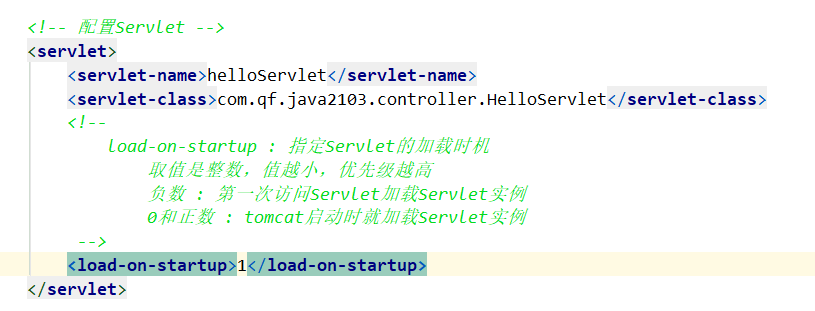 <!-- 配置Servlet -->
<servlet>
<servlet-name>helloServlet</servlet-name>
<servlet-class>com.qf.java2103.controller.HelloServlet</servlet-class>
<!--
load-on-startup : 指定Servlet的加载时机
取值是整数，值越小，优先级越高
负数 : 第一次访问Servlet加载Servlet实例
0和正数 : tomcat启动时就加载Servlet实例
-->
<load-on-startup>1</load-on-startup>
</servlet>